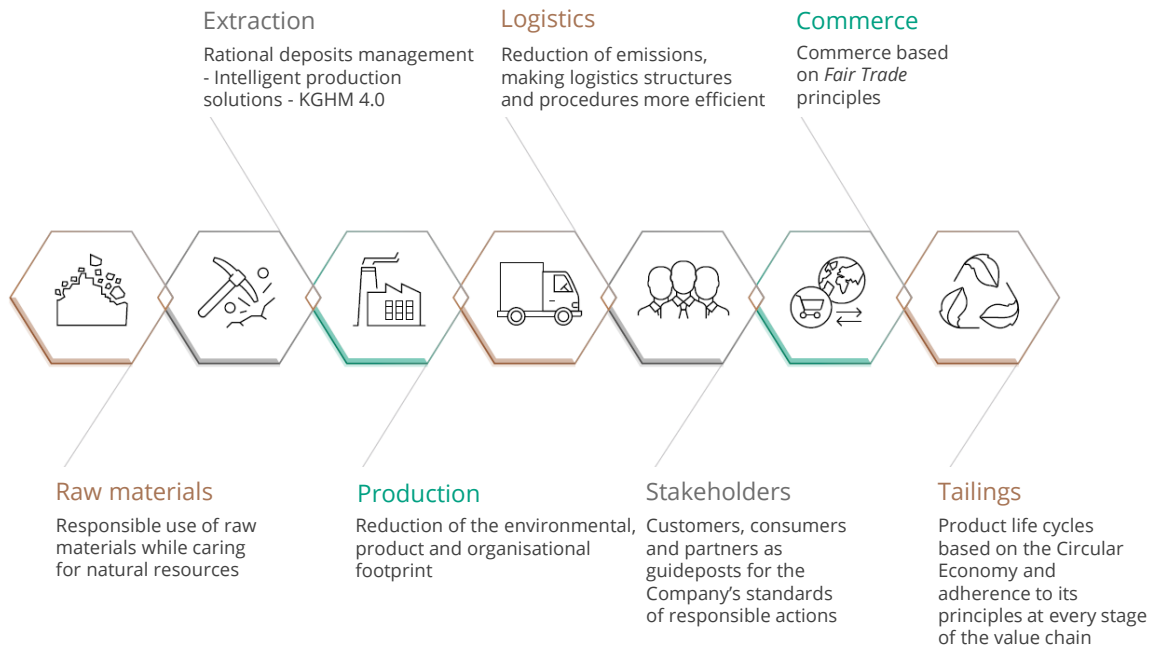 Extraction
Rational deposits management
- Intelligent production
solutions - KGHM 4.0
Logistics
Reduction of emissions,
making logistics structures
and procedures more efficient
Commerce
Commerce based
on Fair Trade
principles
Raw materials
Responsible use of raw
materials while caring
for natural resources
Production
Reduction of the environmental,
product and organisational
footprint
Stakeholders
Customers, consumers
and partners as
guideposts for the
Company's standards
of responsible actions
Tailings
Product life cycles
based on the Circular
Economy and
adherence to its
principles at every stage
of the value chain